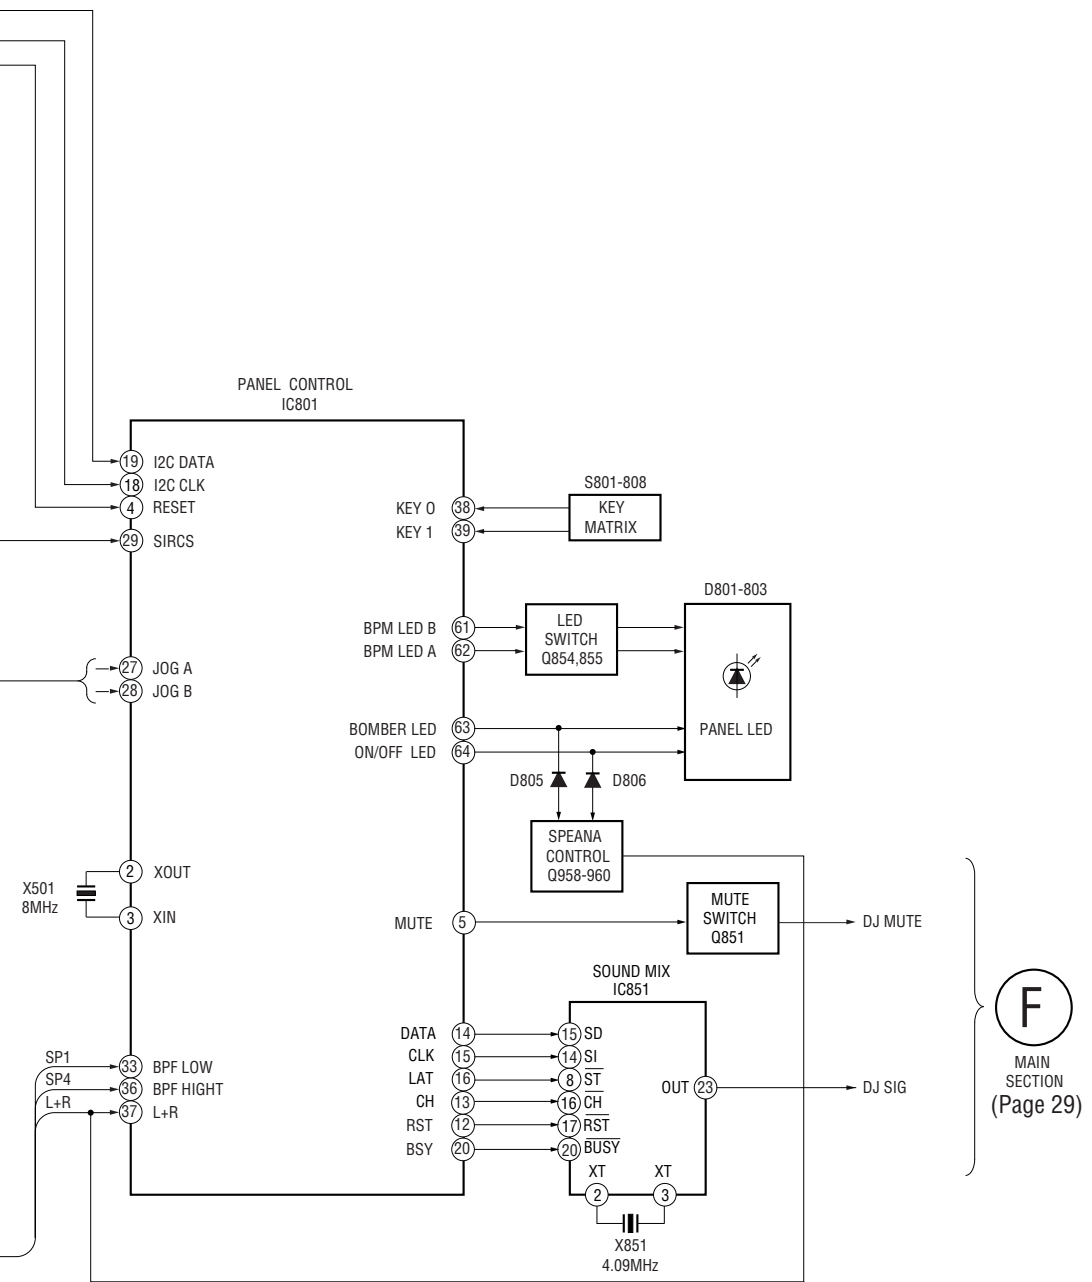 PANEL CONTROL
IC801
19 I2C DATA
18 I2C CLK
4 RESET
29 SIRCS
27 JOG A
28 JOG B
X501
8MHz
2 XOUT
3 XIN
SP1
33 BPF LOW
SP4
36 BPF HIGHT
L+R
37 L+R
KEY O 38
KEY 1 39
S801-808
KEY
MATRIX
BPM LED B 61
BPM LED A 62
LED
SWITCH
Q854,855
D801-803
PANEL LED
BOMBER LED 63
ON/OFF LED 64
D805
D806
SPEANA
CONTROL
Q958-960
MUTE 5
MUTE
SWITCH
Q851
DJ MUTE
SOUND MIX
IC851
DATA 14
CLK 15
LAT 16
CH 13
RST 12
BSY 20
15 SD
14 SI
8 ST
16 CH
17 RST
20 BUSY
OUT 23
DJ SIG
XT
2
XT
3
X851
4.09MHz
F
MAIN
SECTION
(Page 29)